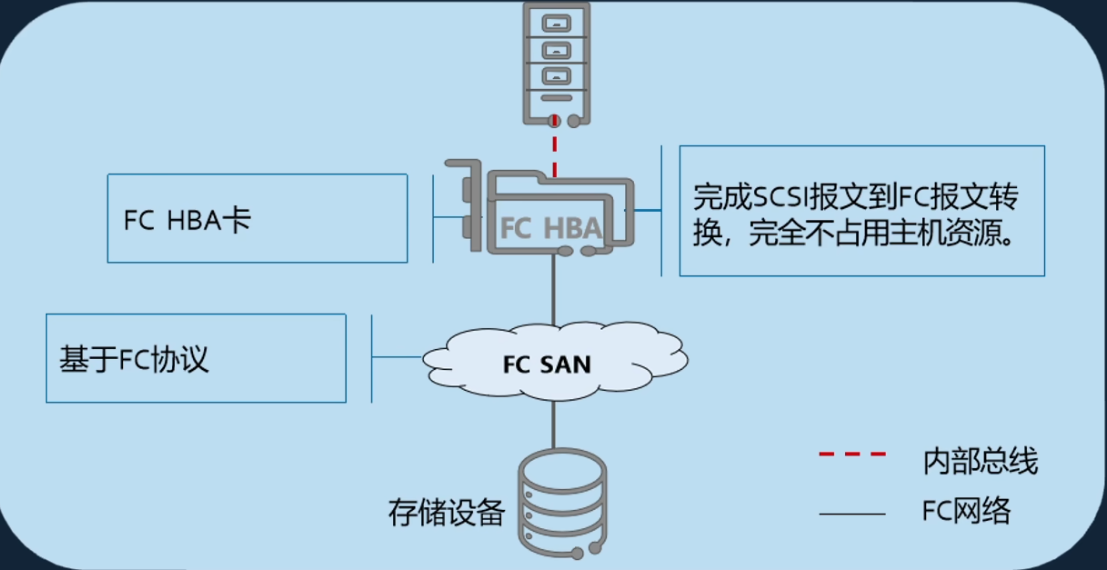 FC HBA卡
FC HBA
完成SCSI报文到FC报文转
换，完全不占用主机资源。
基于FC协议
FC SAN
存储设备
内部总线
FC网络